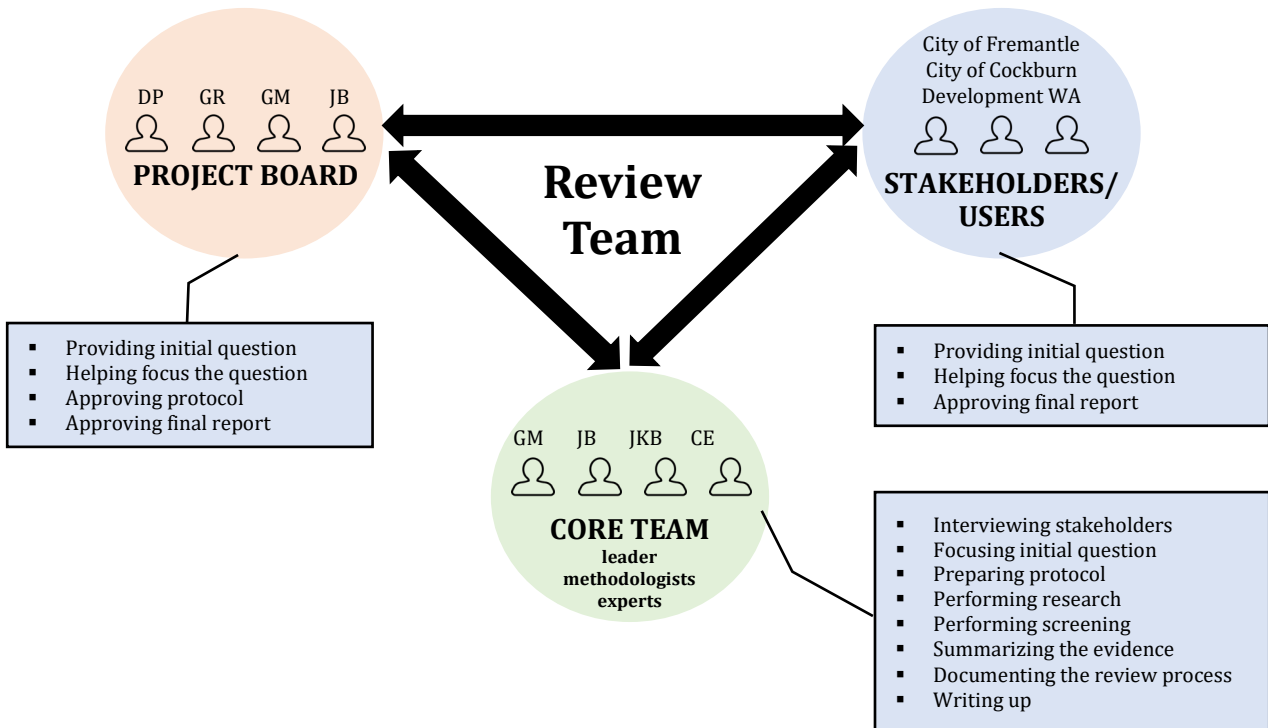 DP GR GM JB
PROJECT BOARD
City of Fremantle
City of Cockburn
Development WA
STAKEHOLDERS/
USERS
Review
Team
▪ Providing initial question
▪ Helping focus the question
▪ Approving protocol
▪ Approving final report
▪ Providing initial question
▪ Helping focus the question
▪ Approving final report
GM JB JKB CE
CORE TEAM
leader
methodologists
experts
▪ Interviewing stakeholders
▪ Focusing initial question
▪ Preparing protocol
▪ Performing research
▪ Performing screening
▪ Summarizing the evidence
▪ Documenting the review process
▪ Writing up